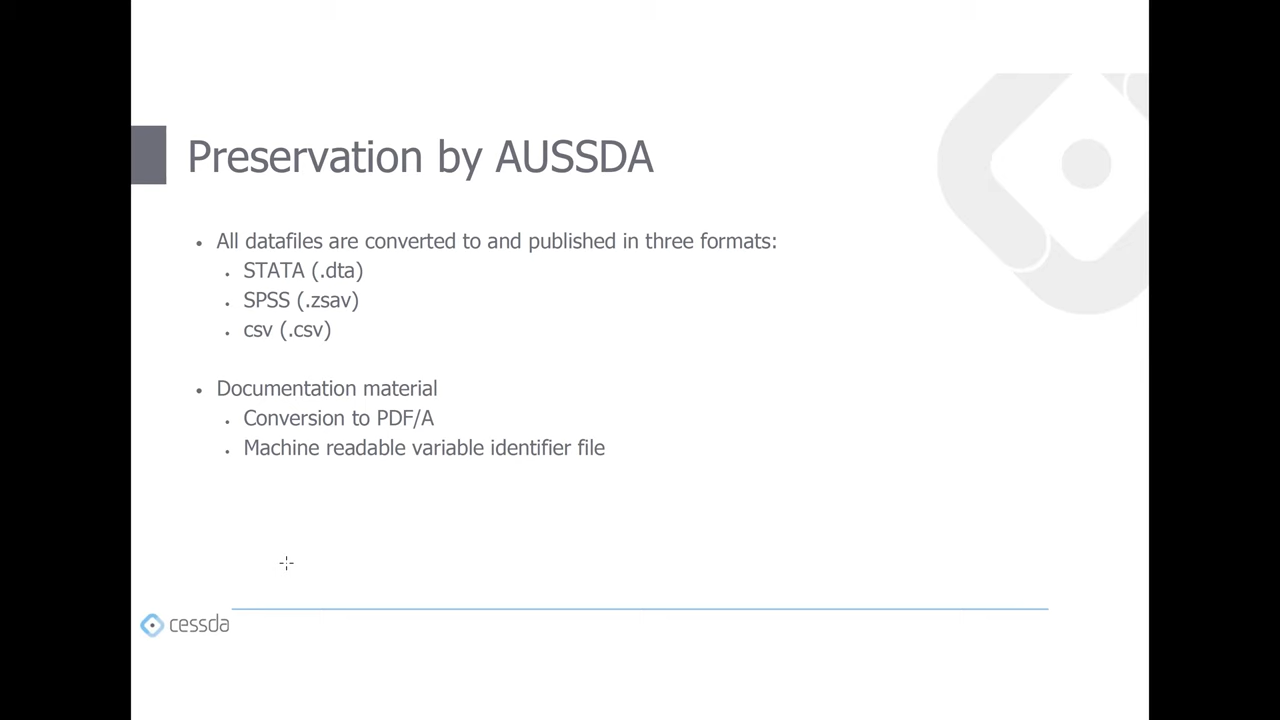 Preservation by AUSSDA
• All datafiles are converted to and published in three formats:
• STATA (.dta)
• SPSS (.zsav)
• csv (.csv)
• Documentation material
• Conversion to PDF/A
• Machine readable variable identifier file
cessda